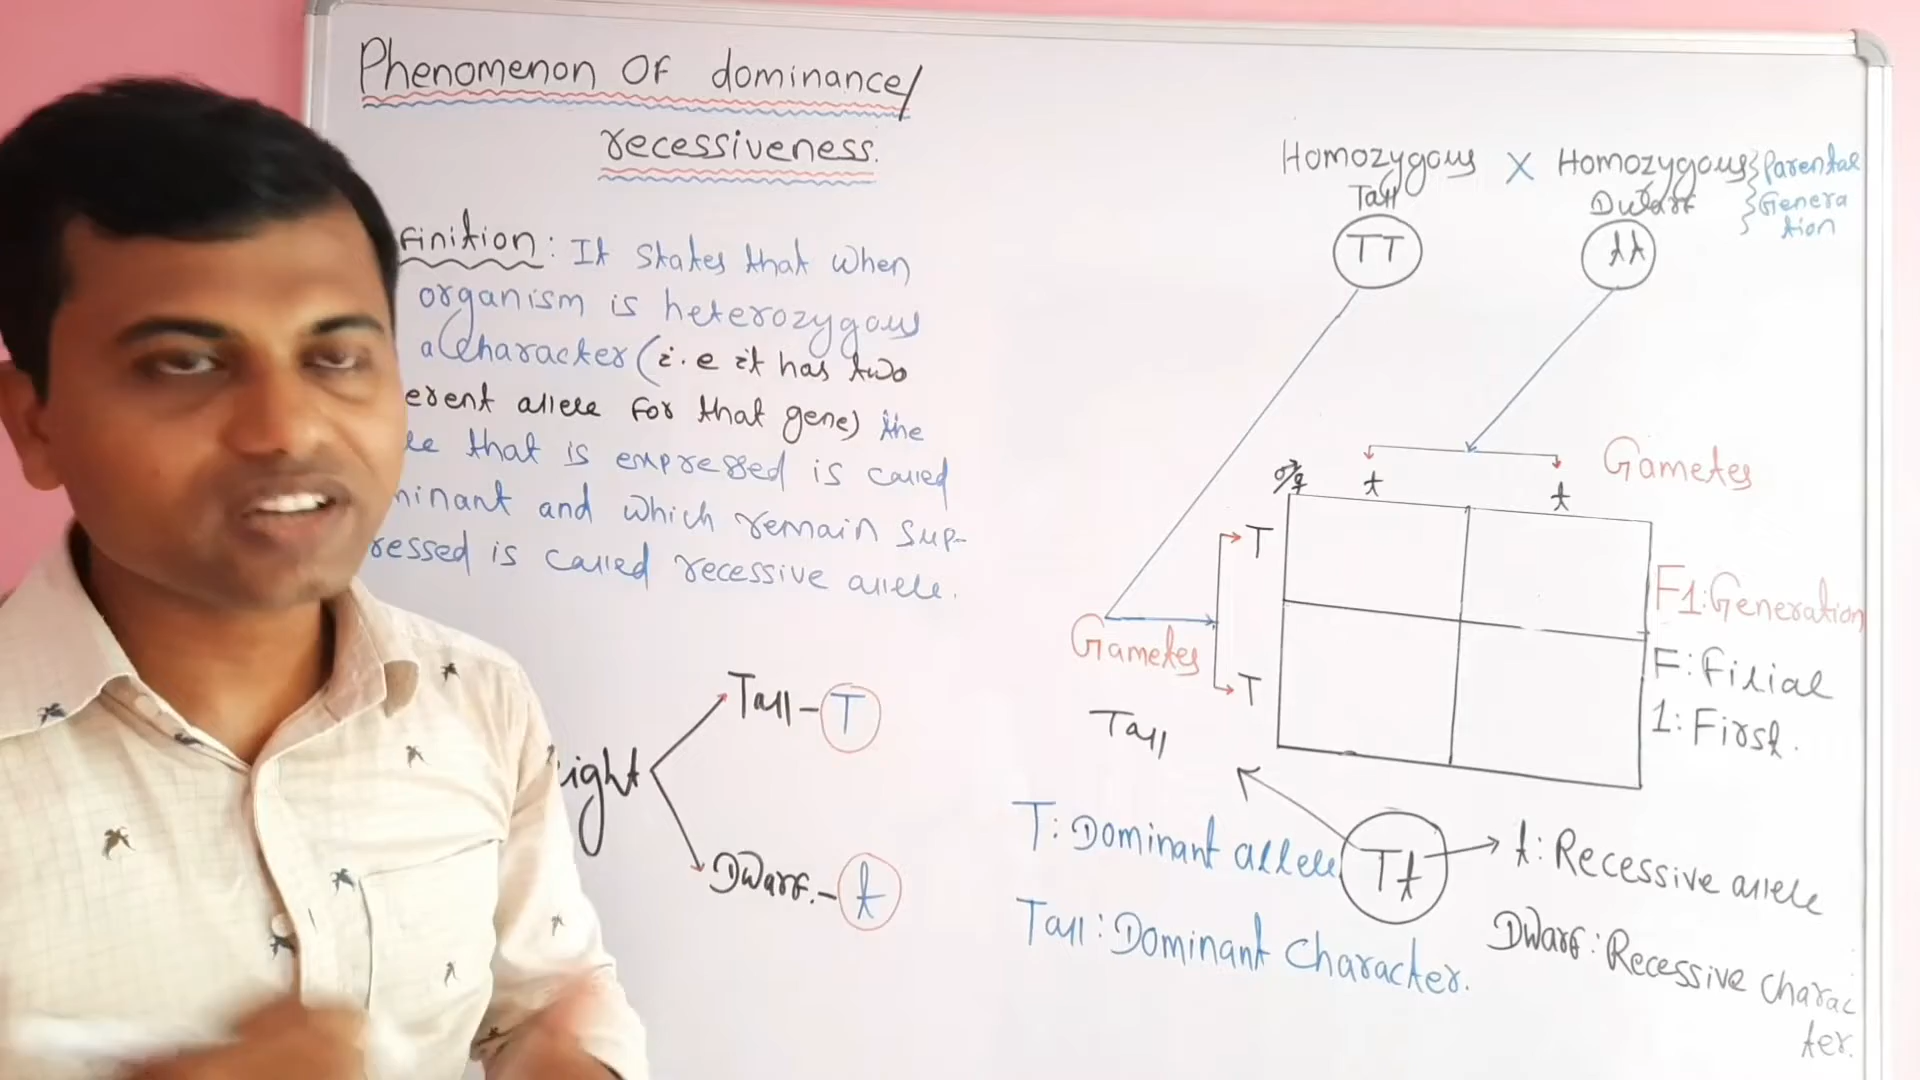 Phenomenon OF dominance/
recessiveness.
finition: It states that when
organism is heterozygous
a Character (i.e it has two
erent allele for that gene) the
le that is expressed is called
minant and which remain sup-
ressed is called recessive allele.
ight
Tall - T
Dwarf. - t
Homozygous X Homozygous
Tall
Dwarf
Parental
Genera
tion
TT
tt
Gametes
♂/♀
t
t
T
T
Gametes
F1: Generation
F: Filial
1: First.
Tall
T: Dominant allele
Tt
t: Recessive allele
Tall: Dominant Character.
Dwarf: Recessive charac
ter.